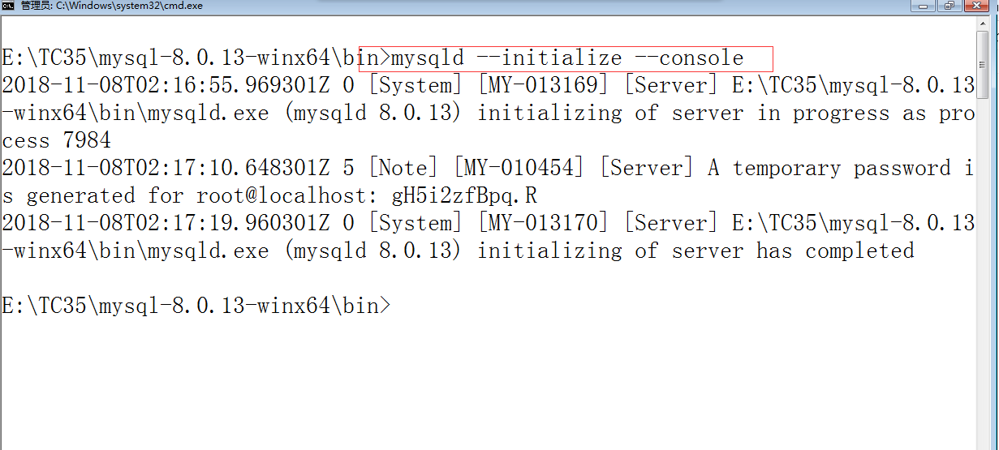 管理员: C:\Windows\system32\cmd.exe
E:\TC35\mysql-8.0.13-winx64\bin>mysqld --initialize --console
2018-11-08T02:16:55.969301Z 0 [System] [MY-013169] [Server] E:\TC35\mysql-8.0.13
-winx64\bin\mysqld.exe (mysqld 8.0.13) initializing of server in progress as pro
cess 7984
2018-11-08T02:17:10.648301Z 5 [Note] [MY-010454] [Server] A temporary password i
s generated for root@localhost: gH5i2zfBpq.R
2018-11-08T02:17:19.960301Z 0 [System] [MY-013170] [Server] E:\TC35\mysql-8.0.13
-winx64\bin\mysqld.exe (mysqld 8.0.13) initializing of server has completed
E:\TC35\mysql-8.0.13-winx64\bin>